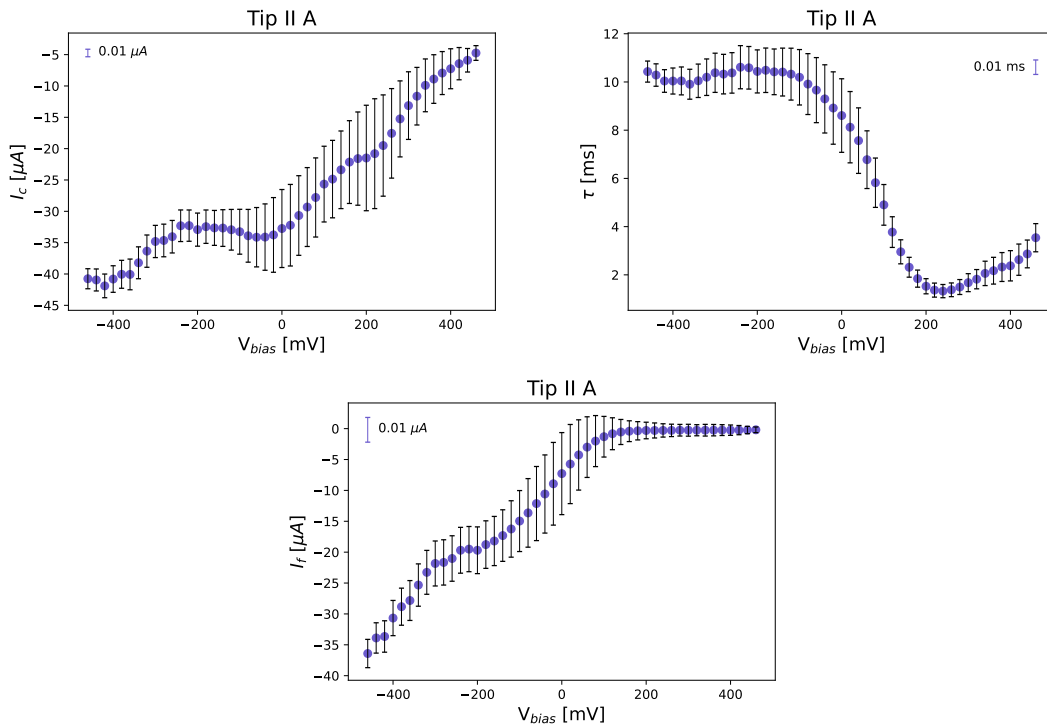 Tip II A
0.01 μA
−5
−10
−15
−20
−25
−30
−35
−40
−45
I_c [μA]
−400 −200 0 200 400
V_bias [mV]
Tip II A
0.01 ms
12
10
8
6
4
2
τ [ms]
−400 −200 0 200 400
V_bias [mV]
Tip II A
0.01 μA
0
−5
−10
−15
−20
−25
−30
−35
−40
I_f [μA]
−400 −200 0 200 400
V_bias [mV]